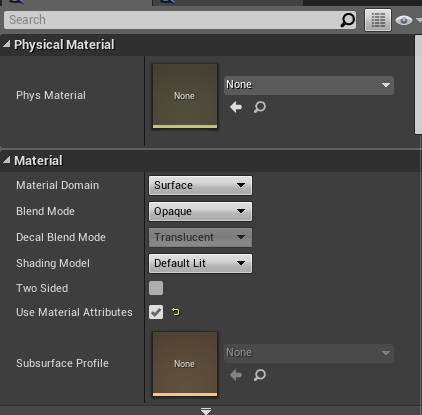 Search
Physical Material
Phys Material
None
None
Material
Material Domain
Surface
Blend Mode
Opaque
Decal Blend Mode
Translucent
Shading Model
Default Lit
Two Sided
Use Material Attributes
Subsurface Profile
None
None